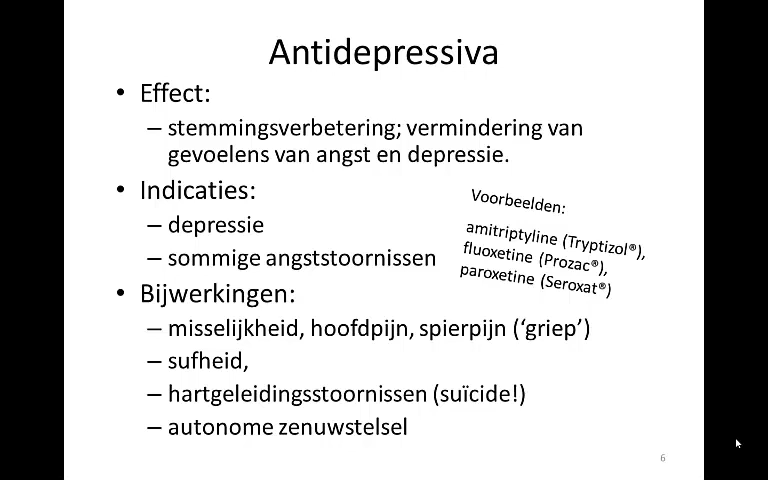 Antidepressiva
• Effect:
– stemmingsverbetering; vermindering van
gevoelens van angst en depressie.
• Indicaties:
– depressie
– sommige angststoornissen
Voorbeelden:
amitriptyline (Tryptizol®),
fluoxetine (Prozac®),
paroxetine (Seroxat®)
• Bijwerkingen:
– misselijkheid, hoofdpijn, spierpijn (‘griep’)
– sufheid,
– hartgeleidingsstoornissen (suïcide!)
– autonome zenuwstelsel
6